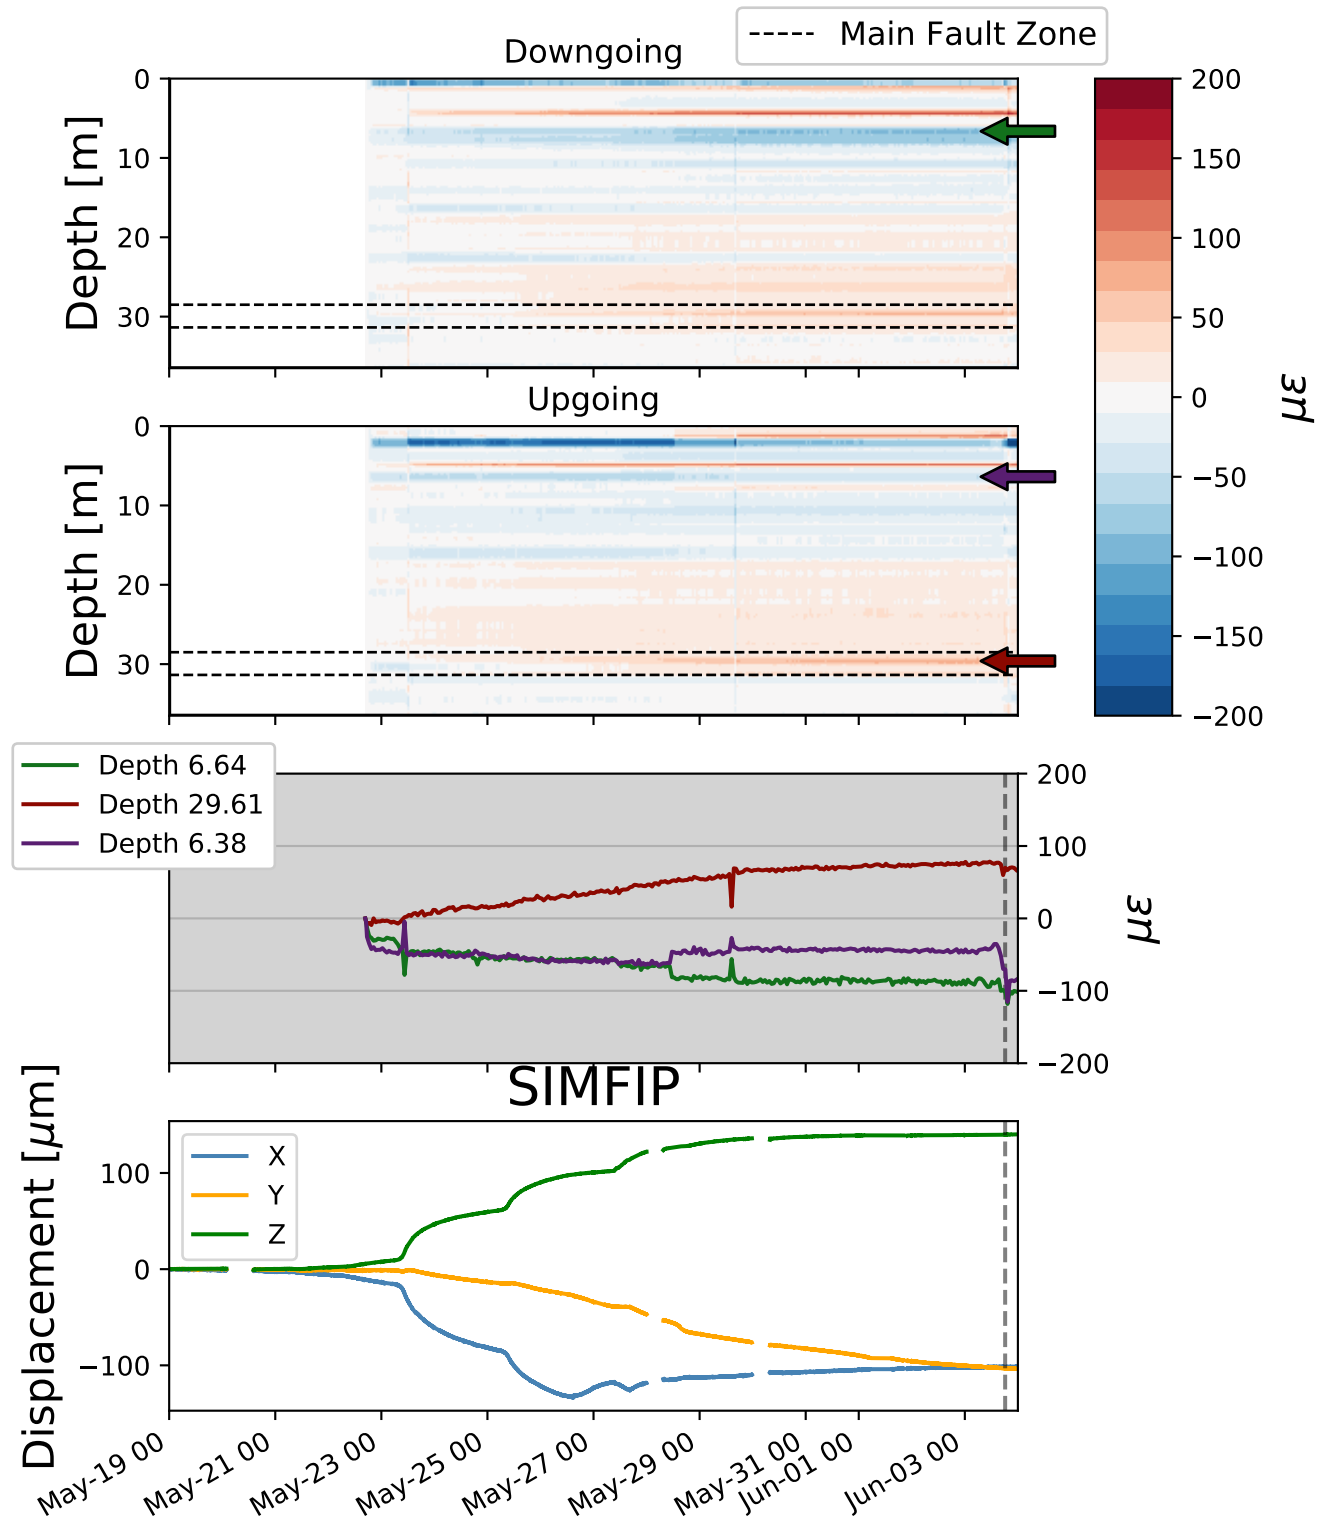 Main Fault Zone
Downgoing
0
10
20
30
Depth [m]
200
150
100
50
0
−50
−100
−150
−200
με
Upgoing
0
10
20
30
Depth [m]
Depth 6.64
Depth 29.61
Depth 6.38
200
100
0
−100
−200
με
SIMFIP
X
Y
Z
100
0
−100
Displacement [μm]
May-19 00
May-21 00
May-23 00
May-25 00
May-27 00
May-29 00
May-31 00
Jun-01 00
Jun-03 00